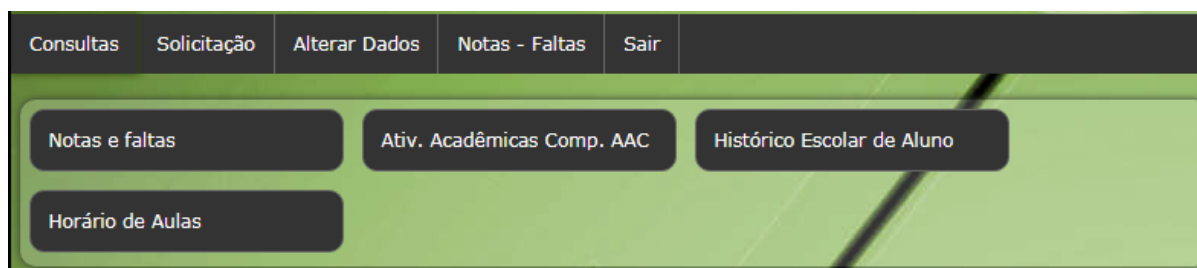 Consultas Solicitação Alterar Dados Notas - Faltas Sair
Notas e faltas Ativ. Acadêmicas Comp. AAC Histórico Escolar de Aluno
Horário de Aulas